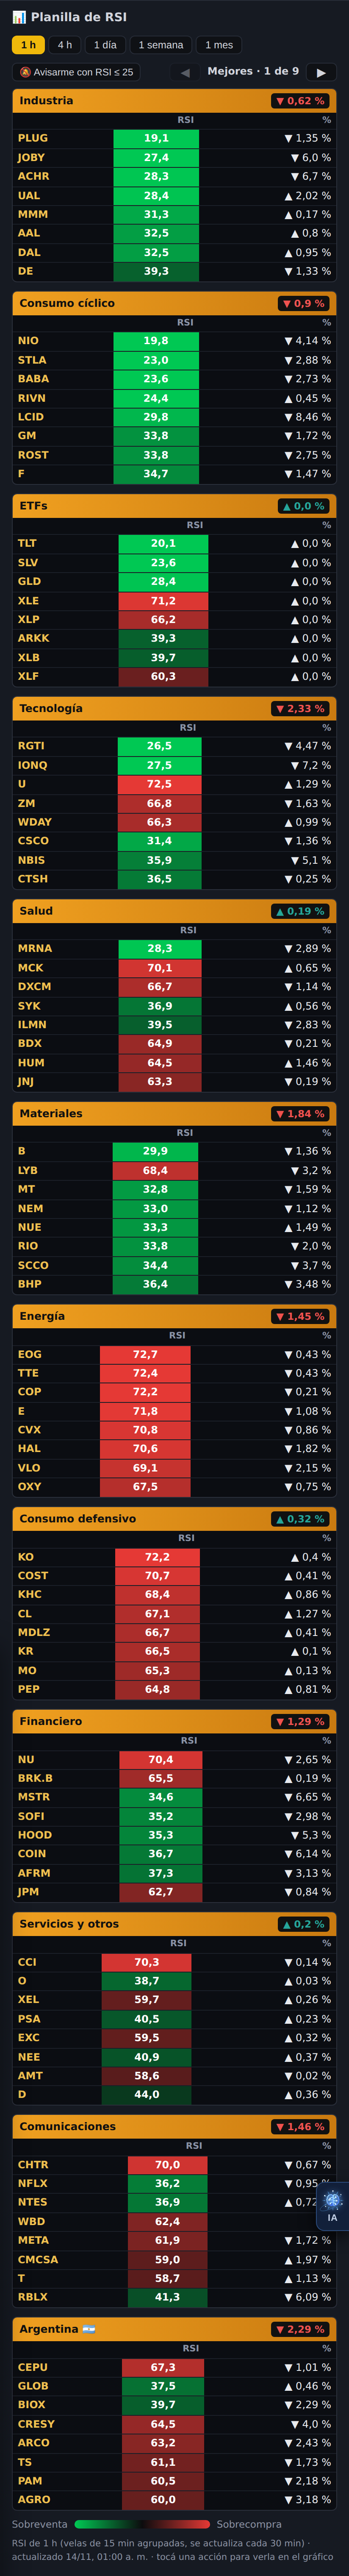 📊 Planilla de RSI
1 h 4 h 1 día 1 semana 1 mes
🔕 Avisarme con RSI ≤ 25 ◀ Mejores · 1 de 9 ▶
Industria ▼ 0,62 %
RSI %
PLUG 19,1 ▼ 1,35 %
JOBY 27,4 ▼ 6,0 %
ACHR 28,3 ▼ 6,7 %
UAL 28,4 ▲ 2,02 %
MMM 31,3 ▲ 0,17 %
AAL 32,5 ▲ 0,8 %
DAL 32,5 ▲ 0,95 %
DE 39,3 ▼ 1,33 %
Consumo cíclico ▼ 0,9 %
RSI %
NIO 19,8 ▼ 4,14 %
STLA 23,0 ▼ 2,88 %
BABA 23,6 ▼ 2,73 %
RIVN 24,4 ▲ 0,45 %
LCID 29,8 ▼ 8,46 %
GM 33,8 ▼ 1,72 %
ROST 33,8 ▼ 2,75 %
F 34,7 ▼ 1,47 %
ETFs ▲ 0,0 %
RSI %
TLT 20,1 ▲ 0,0 %
SLV 23,6 ▲ 0,0 %
GLD 28,4 ▲ 0,0 %
XLE 71,2 ▲ 0,0 %
XLP 66,2 ▲ 0,0 %
ARKK 39,3 ▲ 0,0 %
XLB 39,7 ▲ 0,0 %
XLF 60,3 ▲ 0,0 %
Tecnología ▼ 2,33 %
RSI %
RGTI 26,5 ▼ 4,47 %
IONQ 27,5 ▼ 7,2 %
U 72,5 ▲ 1,29 %
ZM 66,8 ▼ 1,63 %
WDAY 66,3 ▲ 0,99 %
CSCO 31,4 ▼ 1,36 %
NBIS 35,9 ▼ 5,1 %
CTSH 36,5 ▼ 0,25 %
Salud ▲ 0,19 %
RSI %
MRNA 28,3 ▼ 2,89 %
MCK 70,1 ▲ 0,65 %
DXCM 66,7 ▼ 1,14 %
SYK 36,9 ▲ 0,56 %
ILMN 39,5 ▼ 2,83 %
BDX 64,9 ▼ 0,21 %
HUM 64,5 ▲ 1,46 %
JNJ 63,3 ▼ 0,19 %
Materiales ▼ 1,84 %
RSI %
B 29,9 ▼ 1,36 %
LYB 68,4 ▼ 3,2 %
MT 32,8 ▼ 1,59 %
NEM 33,0 ▼ 1,12 %
NUE 33,3 ▲ 1,49 %
RIO 33,8 ▼ 2,0 %
SCCO 34,4 ▼ 3,7 %
BHP 36,4 ▼ 3,48 %
Energía ▼ 1,45 %
RSI %
EOG 72,7 ▼ 0,43 %
TTE 72,4 ▼ 0,43 %
COP 72,2 ▼ 0,21 %
E 71,8 ▼ 1,08 %
CVX 70,8 ▼ 0,86 %
HAL 70,6 ▼ 1,82 %
VLO 69,1 ▼ 2,15 %
OXY 67,5 ▼ 0,75 %
Consumo defensivo ▲ 0,32 %
RSI %
KO 72,2 ▲ 0,4 %
COST 70,7 ▲ 0,41 %
KHC 68,4 ▲ 0,86 %
CL 67,1 ▲ 1,27 %
MDLZ 66,7 ▲ 0,41 %
KR 66,5 ▲ 0,1 %
MO 65,3 ▲ 0,13 %
PEP 64,8 ▲ 0,81 %
Financiero ▼ 1,29 %
RSI %
NU 70,4 ▼ 2,65 %
BRK.B 65,5 ▲ 0,19 %
MSTR 34,6 ▼ 6,65 %
SOFI 35,2 ▼ 2,98 %
HOOD 35,3 ▼ 5,3 %
COIN 36,7 ▼ 6,14 %
AFRM 37,3 ▼ 3,13 %
JPM 62,7 ▼ 0,84 %
Servicios y otros ▲ 0,2 %
RSI %
CCI 70,3 ▼ 0,14 %
O 38,7 ▲ 0,03 %
XEL 59,7 ▲ 0,26 %
PSA 40,5 ▲ 0,23 %
EXC 59,5 ▲ 0,32 %
NEE 40,9 ▲ 0,37 %
AMT 58,6 ▼ 0,02 %
D 44,0 ▲ 0,36 %
Comunicaciones ▼ 1,46 %
RSI %
CHTR 70,0 ▼ 0,67 %
NFLX 36,2 ▼ 0,95
NTES 36,9 ▲ 0,72
WBD 62,4
IA
META 61,9 ▼ 1,72 %
CMCSA 59,0 ▲ 1,97 %
T 58,7 ▲ 1,13 %
RBLX 41,3 ▼ 6,09 %
Argentina 🇦🇷 ▼ 2,29 %
RSI %
CEPU 67,3 ▼ 1,01 %
GLOB 37,5 ▲ 0,46 %
BIOX 39,7 ▼ 2,29 %
CRESY 64,5 ▼ 4,0 %
ARCO 63,2 ▼ 2,43 %
TS 61,1 ▼ 1,73 %
PAM 60,5 ▼ 2,18 %
AGRO 60,0 ▼ 3,18 %
Sobreventa Sobrecompra
RSI de 1 h (velas de 15 min agrupadas, se actualiza cada 30 min) ·
actualizado 14/11, 01:00 a. m. · tocá una acción para verla en el gráfico